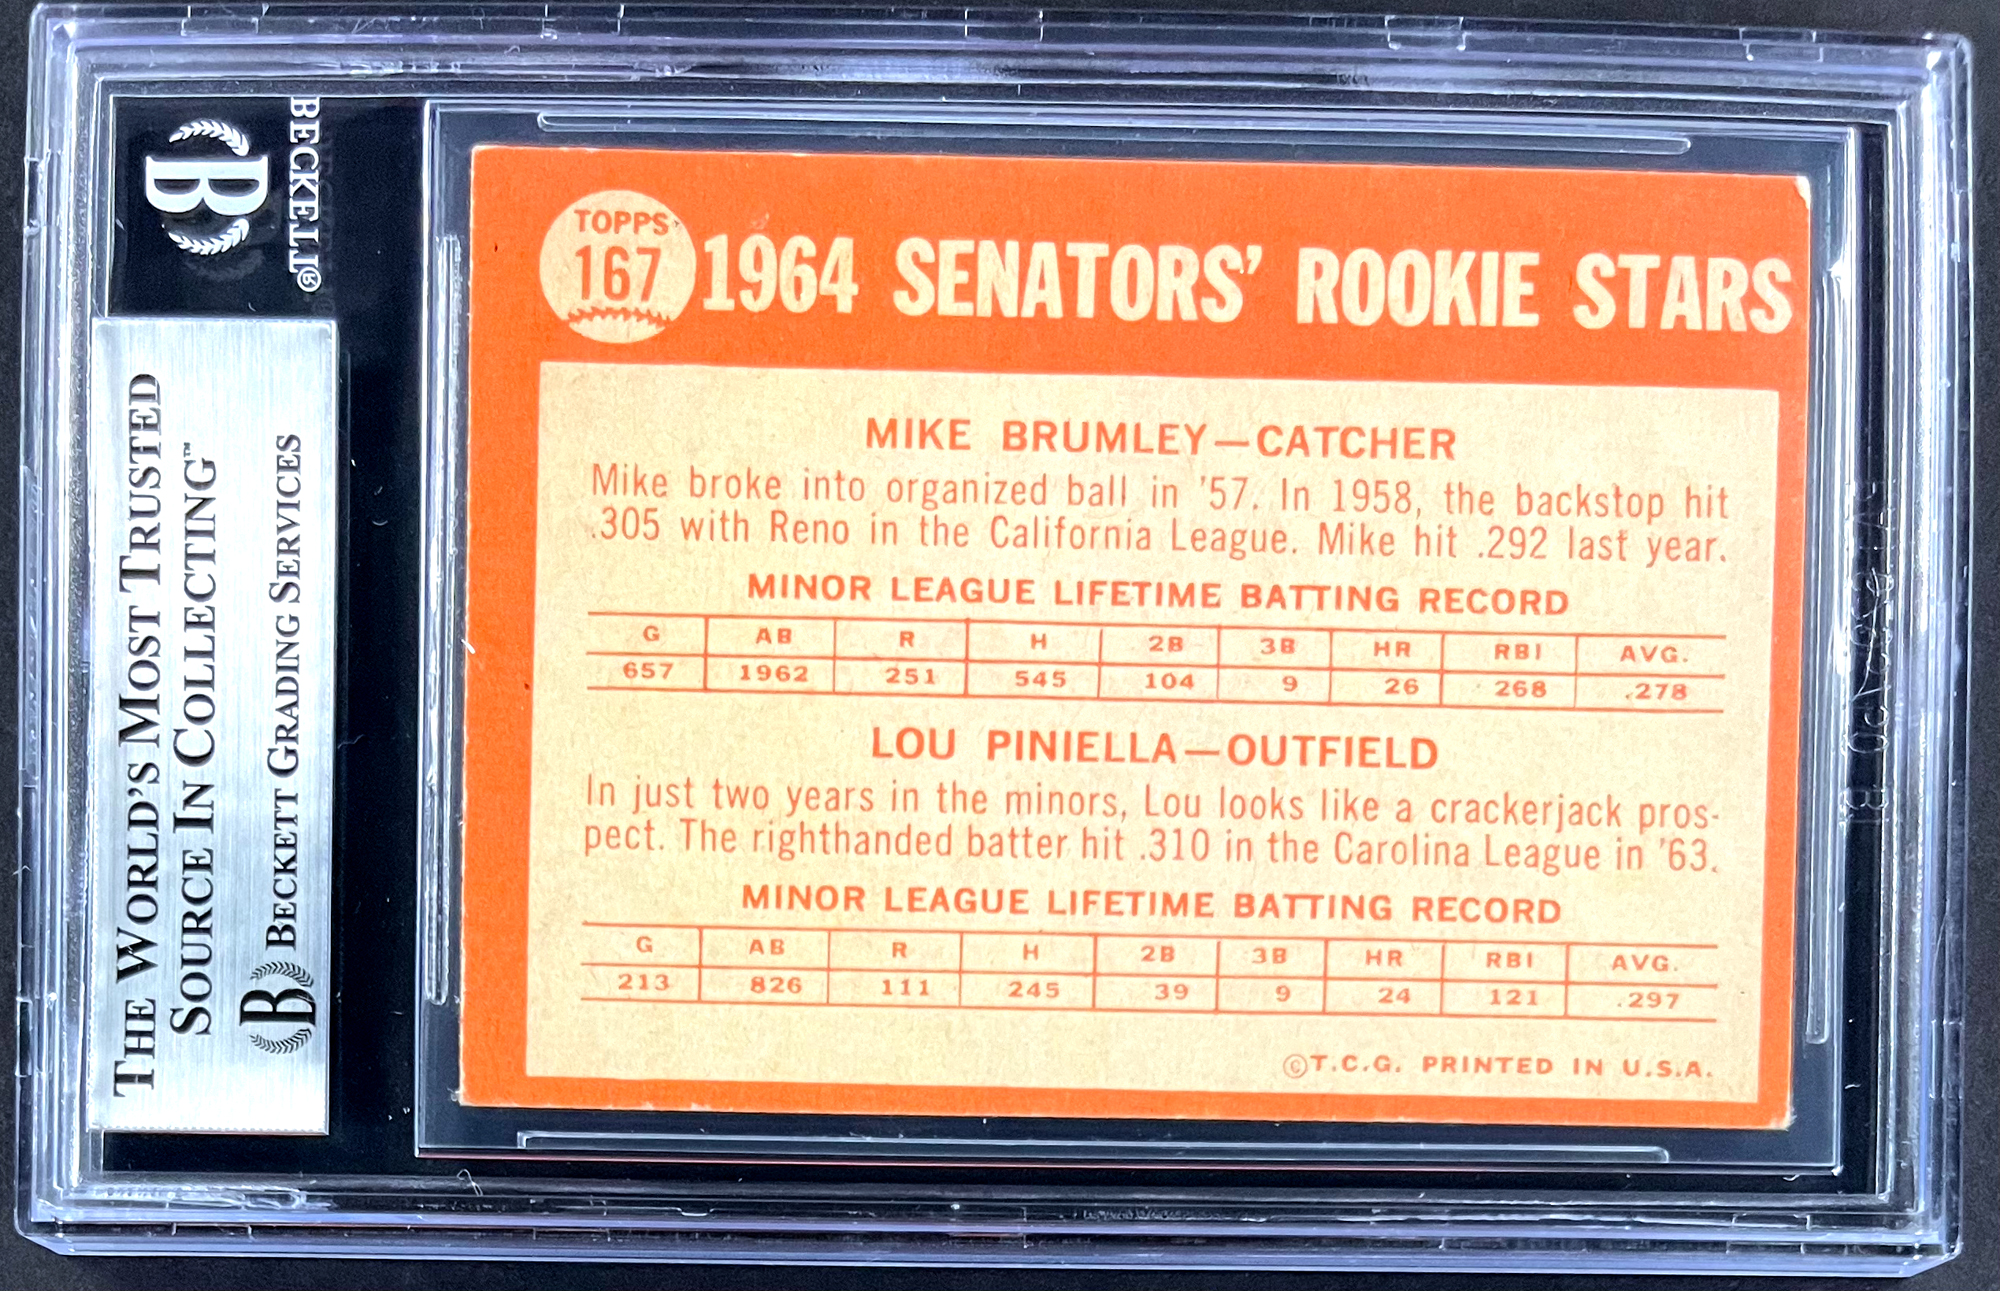 BECKETT®
B
THE WORLD'S MOST TRUSTED
SOURCE IN COLLECTING™
B BECKETT GRADING SERVICES
TOPPS
167
1964 SENATORS' ROOKIE STARS
MIKE BRUMLEY—CATCHER
Mike broke into organized ball in '57. In 1958, the backstop hit
.305 with Reno in the California League. Mike hit .292 last year.
MINOR LEAGUE LIFETIME BATTING RECORD
G AB R H 2B 3B HR RBI AVG.
657 1962 251 545 104 9 26 268 .278
LOU PINIELLA—OUTFIELD
In just two years in the minors, Lou looks like a crackerjack pros-
pect. The righthanded batter hit .310 in the Carolina League in '63.
MINOR LEAGUE LIFETIME BATTING RECORD
G AB R H 2B 3B HR RBI AVG.
213 826 111 245 39 9 24 121 .297
©T.C.G. PRINTED IN U.S.A.